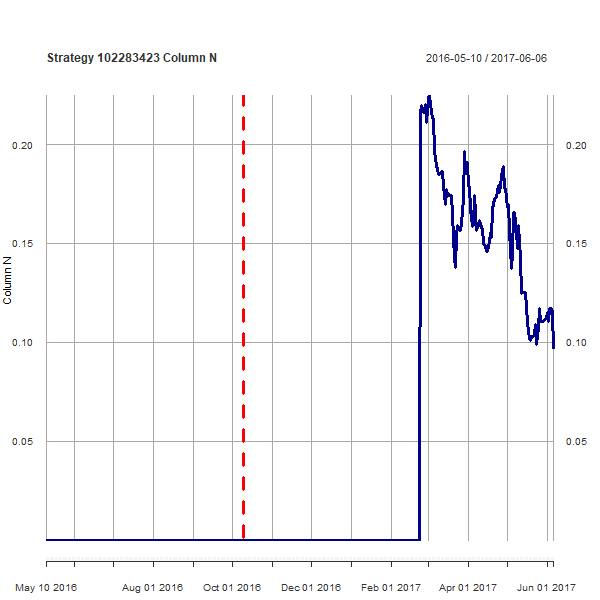 Strategy 102283423 Column N
2016-05-10 / 2017-06-06
0.20
0.20
0.15
0.15
Column N
0.10
0.10
0.05
0.05
May 10 2016
Aug 01 2016
Oct 01 2016
Dec 01 2016
Feb 01 2017
Apr 01 2017
Jun 01 2017